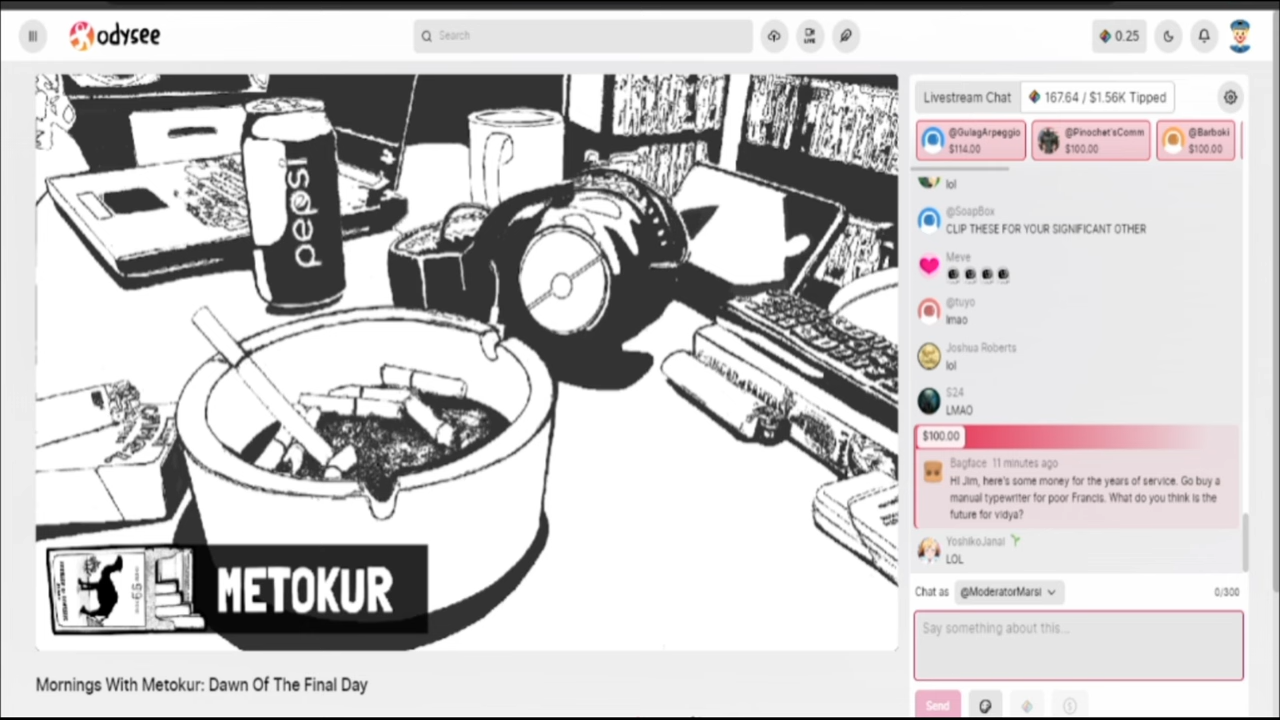 odysee
Search
LIVE
0.25
pepsi
METOKUR
Mornings With Metokur: Dawn Of The Final Day
Livestream Chat
167.64 / $1.56K Tipped
@GulagArpeggio
$114.00
@Pinochet'sComm
$100.00
@Barboki
$100.00
lol
@SoapBox
CLIP THESE FOR YOUR SIGNIFICANT OTHER
Meve
@tuyo
lmao
Joshua Roberts
lol
S24
LMAO
$100.00
Bagface 11 minutes ago
Hi Jim, here's some money for the years of service. Go buy a
manual typewriter for poor Francis. What do you think is the
future for vidya?
YoshikoJanai
LOL
Chat as @ModeratorMarsi
0/300
Say something about this...
Send